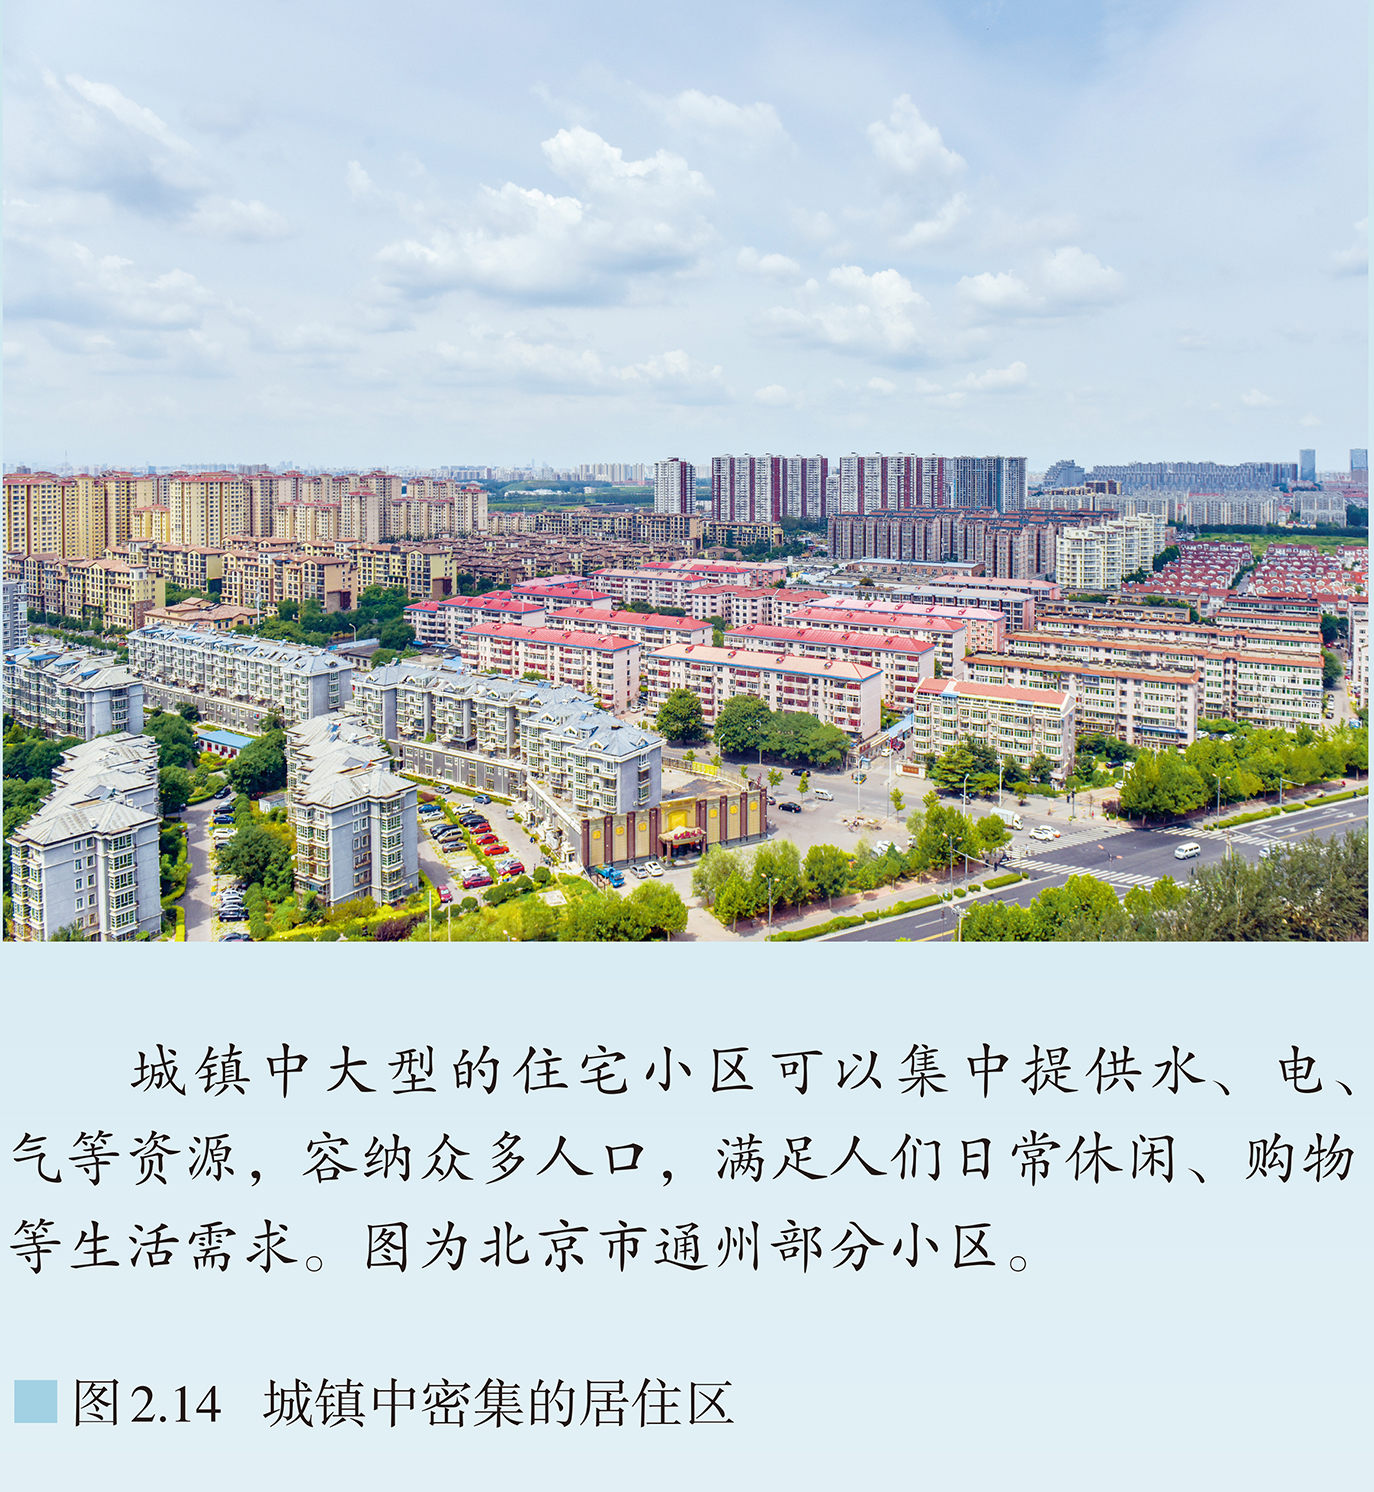 城镇中大型的住宅小区可以集中提供水、电、
气等资源，容纳众多人口，满足人们日常休闲、购物
等生活需求。图为北京市通州部分小区。
图2.14 城镇中密集的居住区